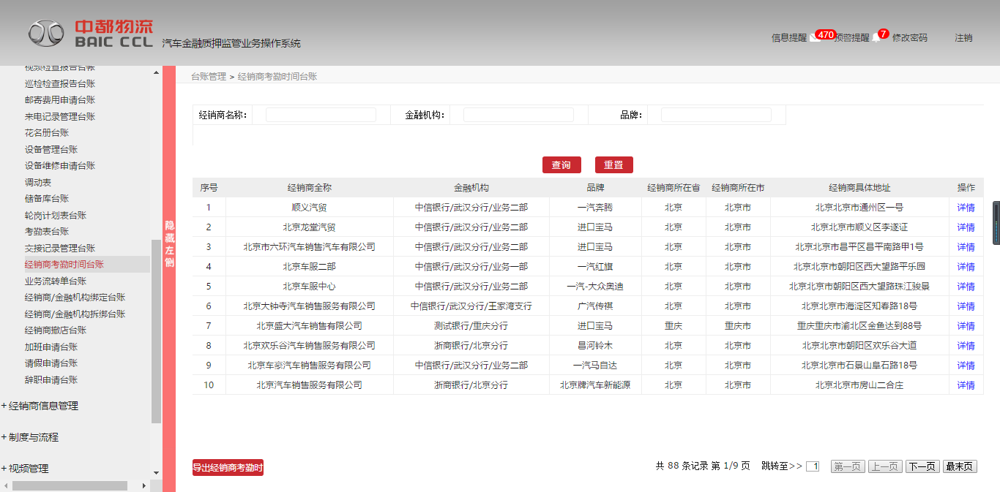 中都物流
BAIC CCL
汽车金融质押监管业务操作系统
信息提醒 470 预警提醒 7 修改密码 注销
视频检查报告台账
巡检检查报告台账
邮寄费用申请台账
来电记录管理台账
花名册台账
设备管理台账
设备维修申请台账
调动表
储备库台账
轮岗计划表台账
考勤表台账
交接记录管理台账
经销商考勤时间台账
业务流转单台账
经销商/金融机构绑定台账
经销商/金融机构拆绑台账
经销商撤店台账
加班申请台账
请假申请台账
辞职申请台账
+ 经销商信息管理
+ 制度与流程
+ 视频管理
隐藏左侧
台账管理 > 经销商考勤时间台账
经销商名称: 金融机构: 品牌:
查询 重置
序号 经销商全称 金融机构 品牌 经销商所在省 经销商所在市 经销商具体地址 操作
1 顺义汽贸 中信银行/武汉分行/业务二部 一汽奔腾 北京 北京市 北京北京市通州区一号 详情
2 北京龙堂汽贸 中信银行/武汉分行/业务二部 进口宝马 北京 北京市 北京北京市顺义区李遂证 详情
3 北京市六环汽车销售汽车有限公司 中信银行/武汉分行/业务二部 进口宝马 北京 北京市 北京北京市昌平区昌平南路甲1号 详情
4 北京车服二部 中信银行/武汉分行/业务一部 一汽红旗 北京 北京市 北京北京市朝阳区西大望路平乐园 详情
5 北京车服中心 中信银行/武汉分行/业务二部 一汽-大众奥迪 北京 北京市 北京北京市朝阳区西大望路珠江骏景 详情
6 北京大钟寺汽车销售服务有限公司 中信银行/武汉分行/王家湾支行 广汽传祺 北京 北京市 北京北京市海淀区知春路18号 详情
7 北京盛大汽车销售有限公司 测试银行/重庆分行 进口宝马 重庆 重庆市 重庆重庆市渝北区金鱼达到88号 详情
8 北京欢乐谷汽车销售服务有限公司 浙商银行/北京分行 昌河铃木 北京 北京市 北京北京市朝阳区欢乐谷大道 详情
9 北京车豪汽车销售服务有限公司 中信银行/武汉分行/业务二部 一汽马自达 北京 北京市 北京北京市石景山阜石路18号 详情
10 北京汽车销售服务有限公司 浙商银行/北京分行 北京牌汽车新能源 北京 北京市 北京北京市房山二合庄 详情
导出经销商考勤时
共 88 条记录 第 1/9 页 跳转至>> 1 第一页 上一页 下一页 最末页